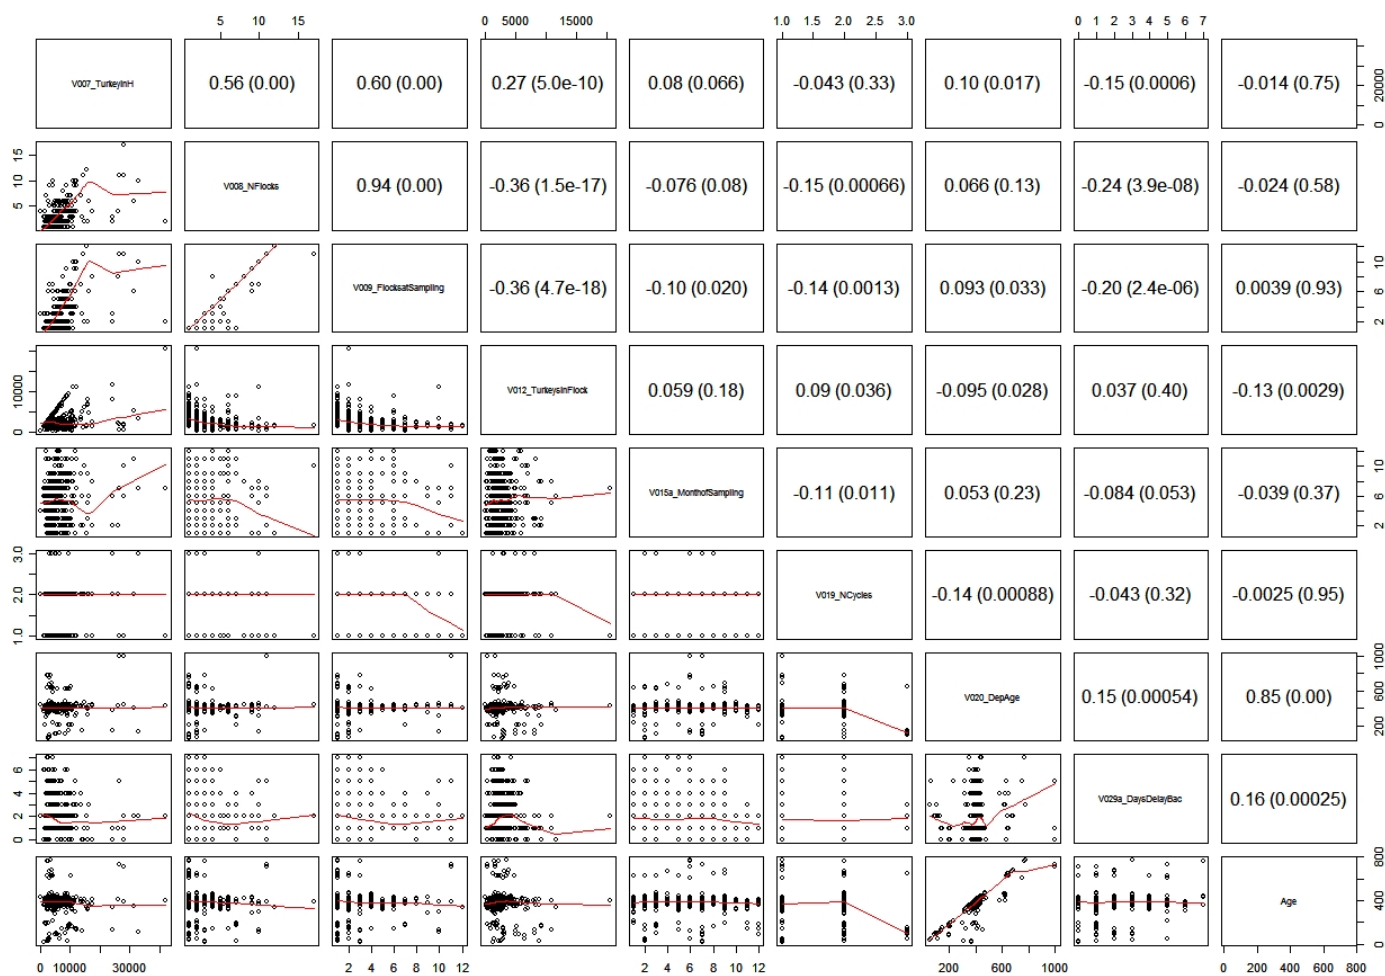 5 10 15 0 5000 15000 1.0 1.5 2.0 2.5 3.0 0 1 2 3 4 5 6 7
V007_TurkeyinH 0.56 (0.00) 0.60 (0.00) 0.27 (5.0e-10) 0.08 (0.066) -0.043 (0.33) 0.10 (0.017) -0.15 (0.0006) -0.014 (0.75) 0 20000
5 10 15 V008_NFlocks 0.94 (0.00) -0.36 (1.5e-17) -0.076 (0.08) -0.15 (0.00066) 0.066 (0.13) -0.24 (3.9e-08) -0.024 (0.58)
V009_FlocksatSampling -0.36 (4.7e-18) -0.10 (0.020) -0.14 (0.0013) 0.093 (0.033) -0.20 (2.4e-06) 0.0039 (0.93) 2 6 10
0 10000 V012_TurkeysInFlock 0.059 (0.18) 0.09 (0.036) -0.095 (0.028) 0.037 (0.40) -0.13 (0.0029)
V015a_MonthofSampling -0.11 (0.011) 0.053 (0.23) -0.084 (0.053) -0.039 (0.37) 2 6 10
1.0 2.0 3.0 V019_NCycles -0.14 (0.00088) -0.043 (0.32) -0.0025 (0.95)
V020_DepAge 0.15 (0.00054) 0.85 (0.00) 200 600 1000
0 2 4 6 V029a_DaysDelayBac 0.16 (0.00025)
Age 0 400 800
0 10000 30000 2 4 6 8 10 12 2 4 6 8 10 12 200 600 1000 0 200 400 600 800